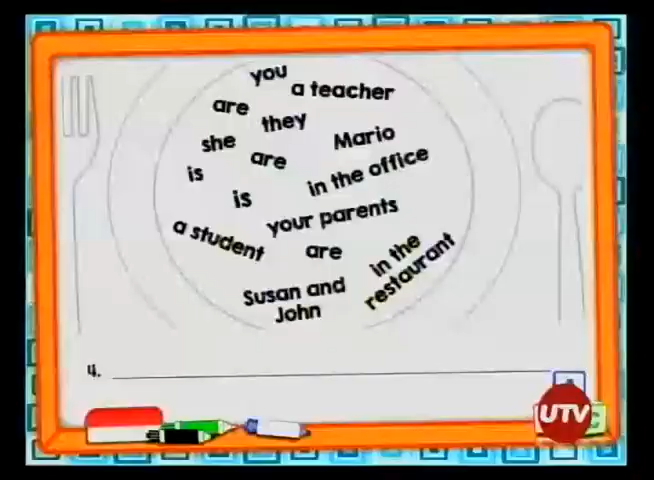 you
a teacher
are
they
she
Mario
are
is
in the office
is
your parents
a student
are
in the
restaurant
Susan and
John
4.
UTV